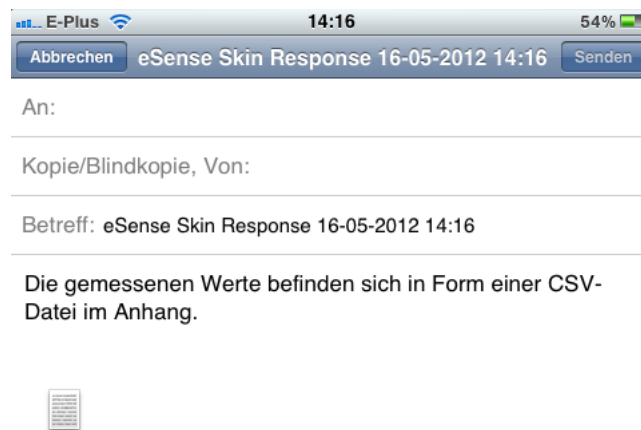 E-Plus 14:16 54%
Abbrechen eSense Skin Response 16-05-2012 14:16 Senden
An:
Kopie/Blindkopie, Von:
Betreff: eSense Skin Response 16-05-2012 14:16
Die gemessenen Werte befinden sich in Form einer CSV-
Datei im Anhang.